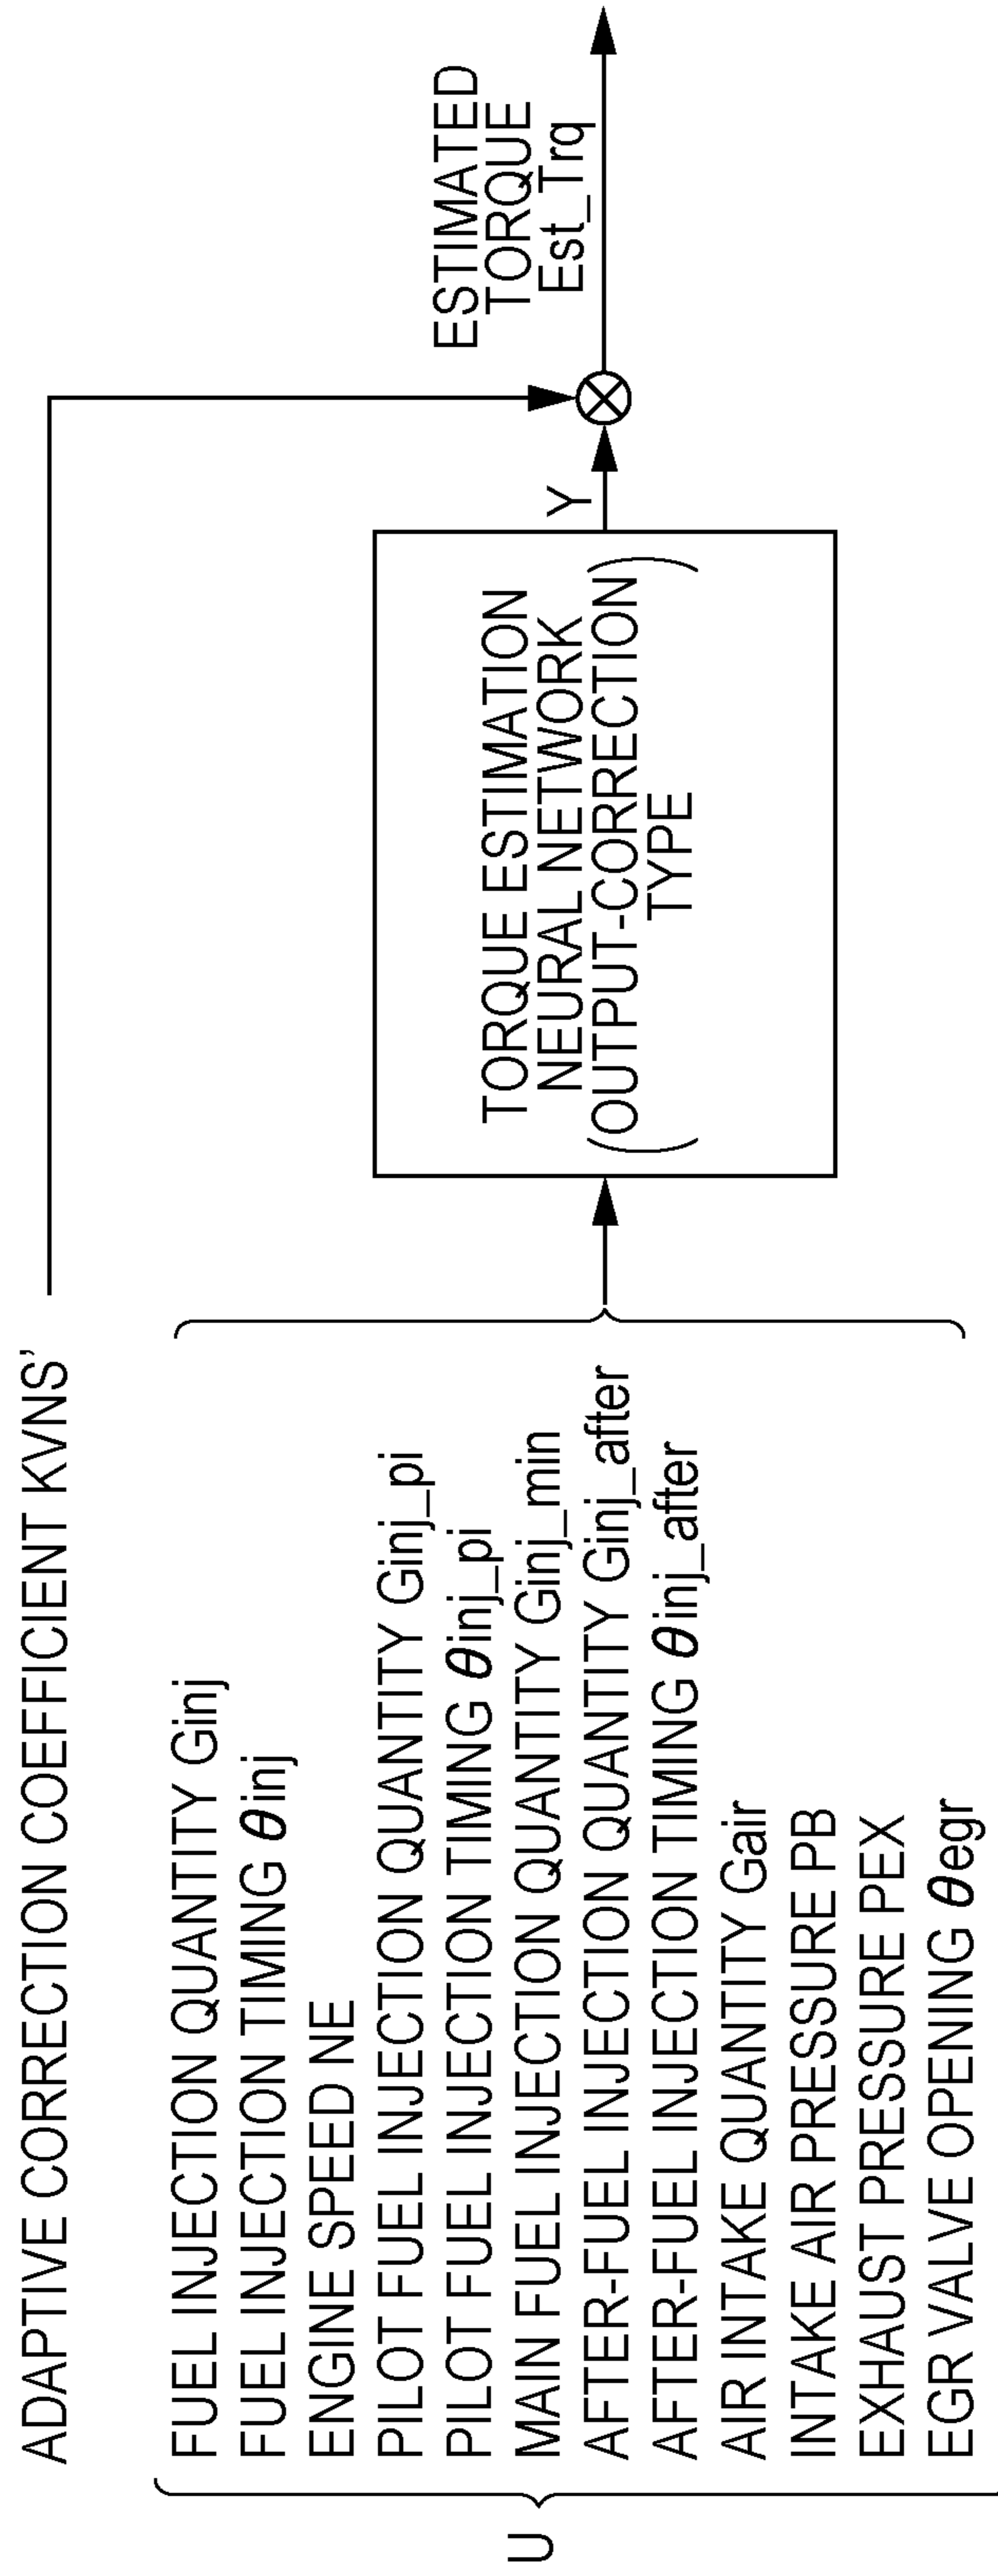 ADAPTIVE CORRECTION COEFFICIENT KVNS'
U
FUEL INJECTION QUANTITY Ginj
FUEL INJECTION TIMING θinj
ENGINE SPEED NE
PILOT FUEL INJECTION QUANTITY Ginj_pi
PILOT FUEL INJECTION TIMING θinj_pi
MAIN FUEL INJECTION QUANTITY Ginj_min
AFTER-FUEL INJECTION QUANTITY Ginj_after
AFTER-FUEL INJECTION TIMING θinj_after
AIR INTAKE QUANTITY Gair
INTAKE AIR PRESSURE PB
EXHAUST PRESSURE PEX
EGR VALVE OPENING θegr
TORQUE ESTIMATION
NEURAL NETWORK
(OUTPUT-CORRECTION
TYPE)
Y
ESTIMATED
TORQUE
Est_Trq